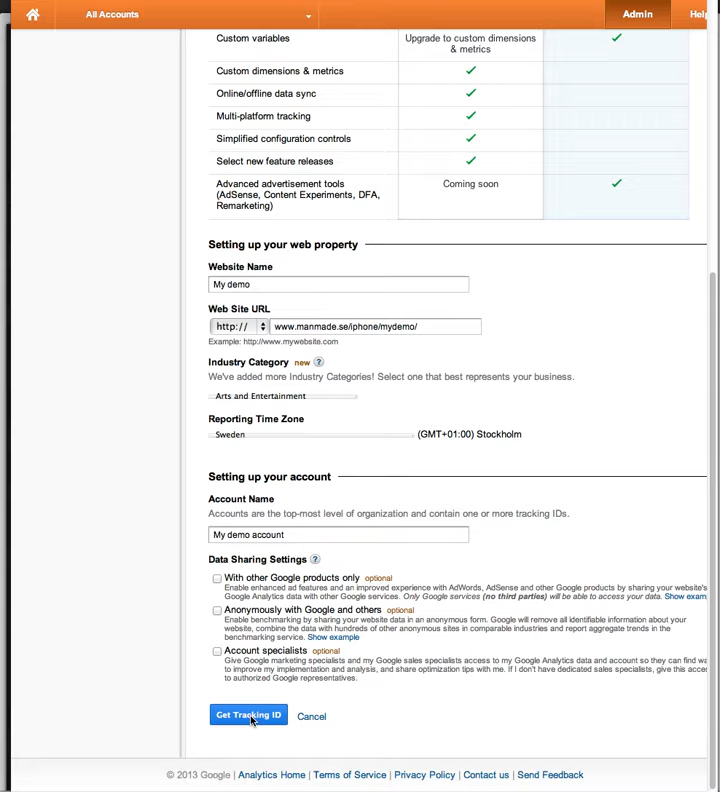 All Accounts Admin Help
Custom variables Upgrade to custom dimensions
& metrics
Custom dimensions & metrics
Online/offline data sync
Multi-platform tracking
Simplified configuration controls
Select new feature releases
Advanced advertisement tools Coming soon
(AdSense, Content Experiments, DFA,
Remarketing)
Setting up your web property
Website Name
My demo
Web Site URL
http:// www.manmade.se/iphone/mydemo/
Example: http://www.mywebsite.com
Industry Category new ?
We've added more Industry Categories! Select one that best represents your business.
Arts and Entertainment
Reporting Time Zone
Sweden (GMT+01:00) Stockholm
Setting up your account
Account Name
Accounts are the top-most level of organization and contain one or more tracking IDs.
My demo account
Data Sharing Settings ?
With other Google products only optional
Enable enhanced ad features and an improved experience with AdWords, AdSense and other Google products by sharing your website's
Google Analytics data with other Google services. Only Google services (no third parties) will be able to access your data. Show exam
Anonymously with Google and others optional
Enable benchmarking by sharing your website data in an anonymous form. Google will remove all identifiable information about your
website, combine the data with hundreds of other anonymous sites in comparable industries and report aggregate trends in the
benchmarking service. Show example
Account specialists optional
Give Google marketing specialists and my Google sales specialists access to my Google Analytics data and account so they can find wa
to improve my implementation and analysis, and share optimization tips with me. If I don't have dedicated sales specialists, give this acce
to authorized Google representatives.
Get Tracking ID Cancel
© 2013 Google | Analytics Home | Terms of Service | Privacy Policy | Contact us | Send Feedback